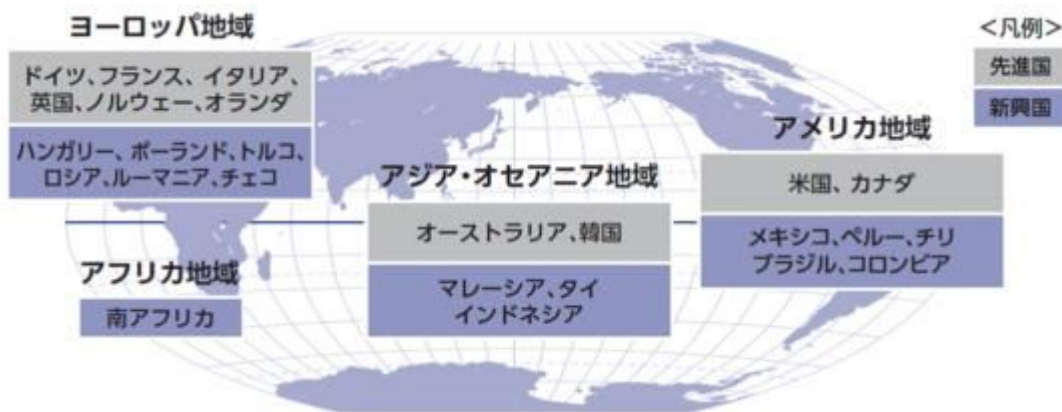 ヨーロッパ地域
ドイツ、フランス、イタリア、
英国、ノルウェー、オランダ
ハンガリー、ポーランド、トルコ、
ロシア、ルーマニア、チェコ
アフリカ地域
南アフリカ
アジア・オセアニア地域
オーストラリア、韓国
マレーシア、タイ
インドネシア
アメリカ地域
米国、カナダ
メキシコ、ペルー、チリ
ブラジル、コロンビア
<凡例>
先進国
新興国